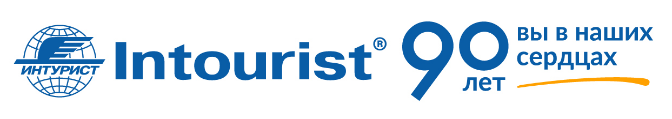 ИНТУРИСТ
Intourist®
90
лет
вы в наших
сердцах